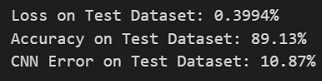 Loss on Test Dataset: 0.3994%
Accuracy on Test Dataset: 89.13%
CNN Error on Test Dataset: 10.87%